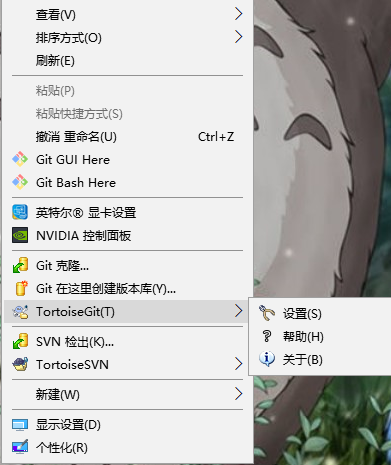 查看(V)
排序方式(O)
刷新(E)
粘贴(P)
粘贴快捷方式(S)
撤消 重命名(U) Ctrl+Z
Git GUI Here
Git Bash Here
英特尔® 显卡设置
NVIDIA 控制面板
Git 克隆...
Git 在这里创建版本库(Y)...
TortoiseGit(T)
设置(S)
帮助(H)
关于(B)
SVN 检出(K)...
TortoiseSVN
新建(W)
显示设置(D)
个性化(R)